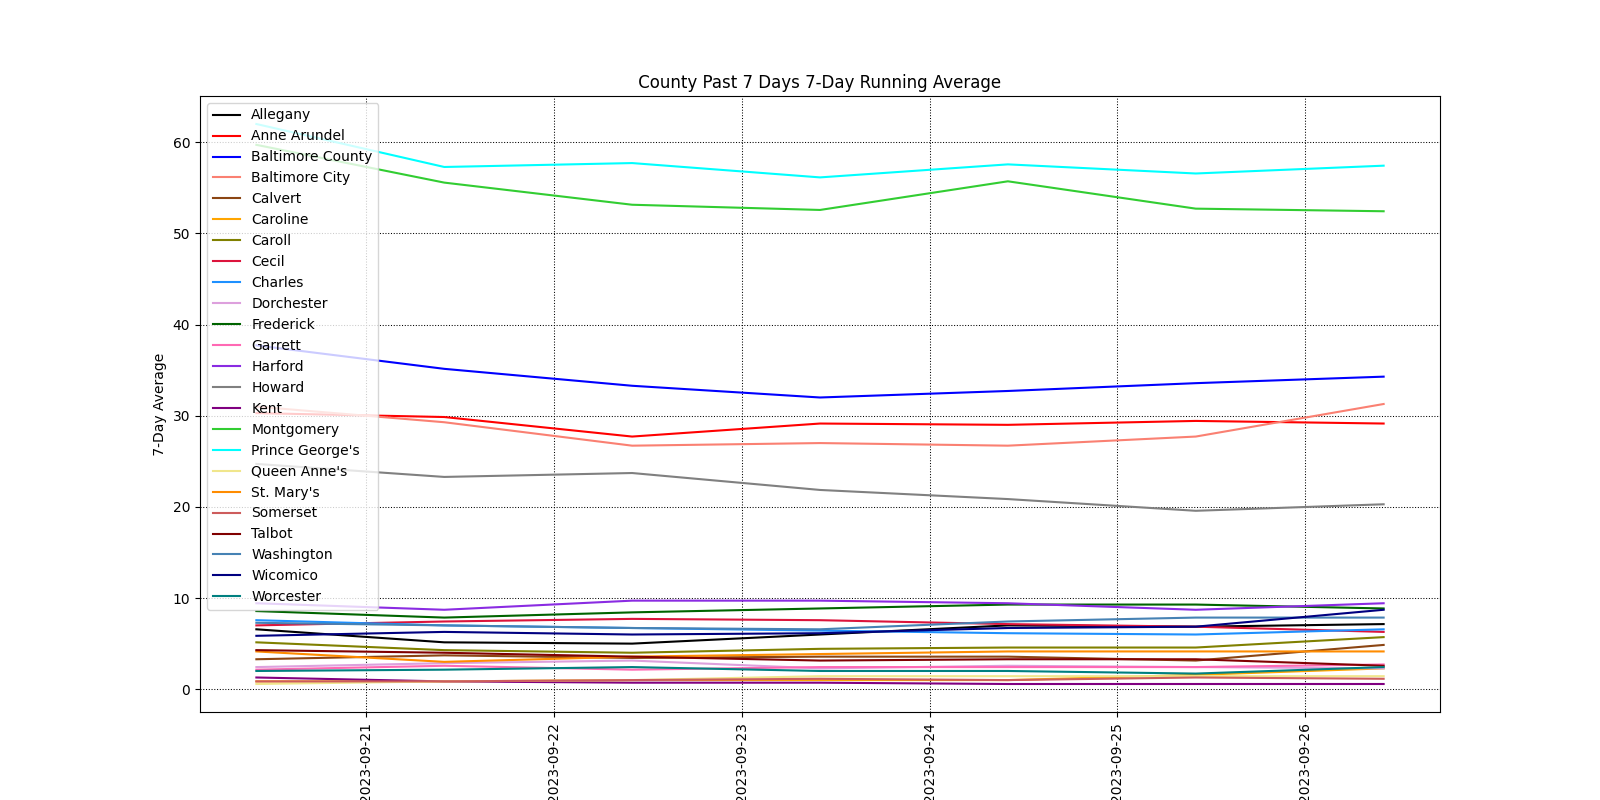 County Past 7 Days 7-Day Running Average
7-Day Average
60
50
40
30
20
10
0
Allegany
Anne Arundel
Baltimore County
Baltimore City
Calvert
Caroline
Caroll
Cecil
Charles
Dorchester
Frederick
Garrett
Harford
Howard
Kent
Montgomery
Prince George's
Queen Anne's
St. Mary's
Somerset
Talbot
Washington
Wicomico
Worcester
2023-09-21
2023-09-22
2023-09-23
2023-09-24
2023-09-25
2023-09-26